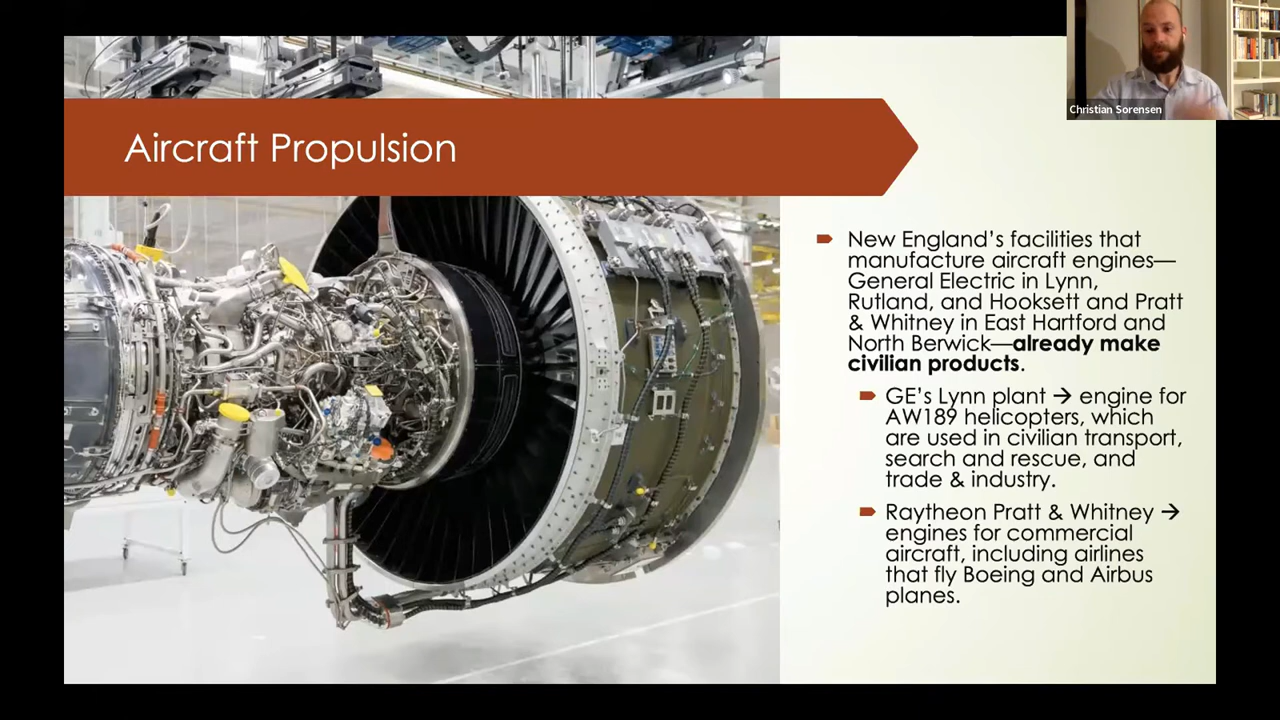 Christian Sorensen
Aircraft Propulsion
New England’s facilities that
manufacture aircraft engines—
General Electric in Lynn,
Rutland, and Hooksett and Pratt
& Whitney in East Hartford and
North Berwick—already make
civilian products.
GE’s Lynn plant → engine for
AW189 helicopters, which
are used in civilian transport,
search and rescue, and
trade & industry.
Raytheon Pratt & Whitney →
engines for commercial
aircraft, including airlines
that fly Boeing and Airbus
planes.